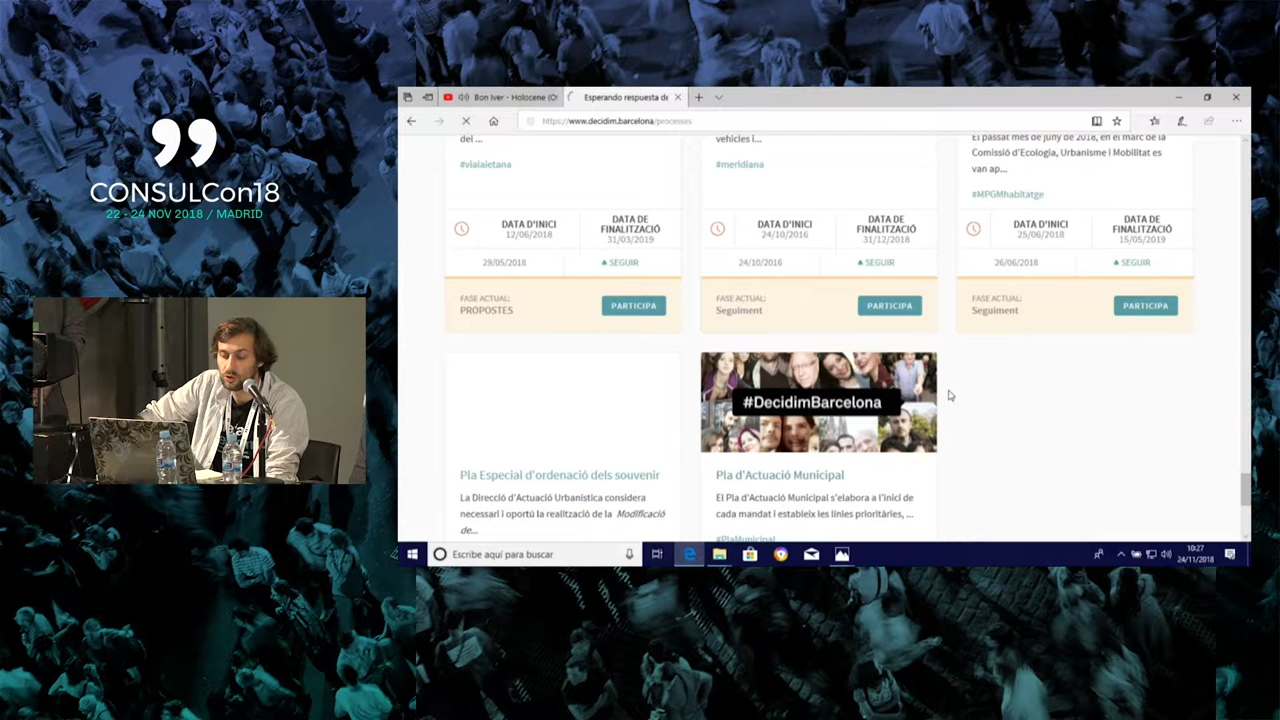 CONSULCon18
22 - 24 NOV 2018 / MADRID
Bon Iver - Holocene (O
Esperando respuesta de
https://www.decidim.barcelona/processes
del ...
#vialaietana
DATA D'INICI
12/06/2018
DATA DE
FINALITZACIÓ
31/03/2019
29/05/2018
SEGUIR
FASE ACTUAL:
PROPOSTES
PARTICIPA
vehicles i...
#meridiana
DATA D'INICI
24/10/2016
DATA DE
FINALITZACIÓ
31/12/2018
24/10/2016
SEGUIR
FASE ACTUAL:
Seguiment
PARTICIPA
El passat mes de juny de 2018, en el marc de la
Comissió d'Ecologia, Urbanisme i Mobilitat es
van ap...
#MPGMhabitatge
DATA D'INICI
25/06/2018
DATA DE
FINALITZACIÓ
15/05/2019
26/06/2018
SEGUIR
FASE ACTUAL:
Seguiment
PARTICIPA
Pla Especial d'ordenació dels souvenir
La Direcció d'Actuació Urbanística considera
necessari i oportú la realització de la Modificació
de...
#DecidimBarcelona
Pla d'Actuació Municipal
El Pla d'Actuació Municipal s'elabora a l'inici de
cada mandat i estableix les línies prioritàries, ...
#PlaMunicipal
Escribe aquí para buscar
10:27
24/11/2018